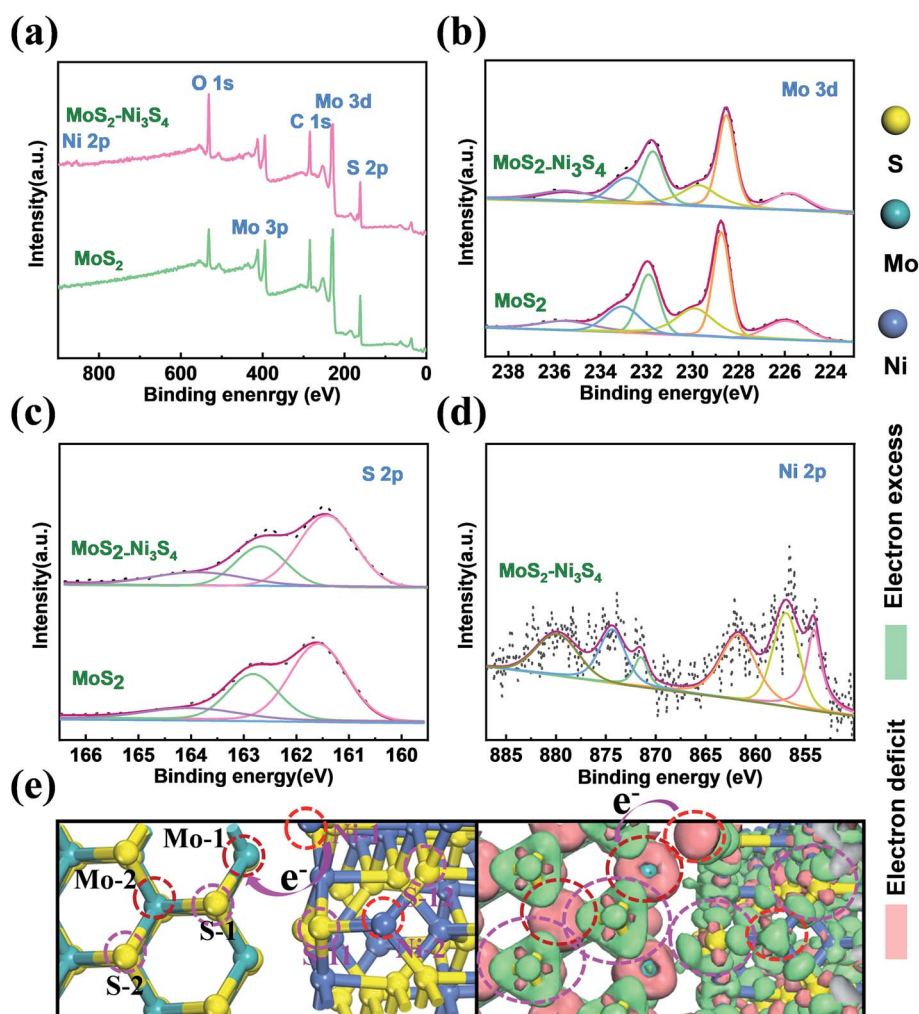 (a)
O 1s
MoS2-Ni3S4
Mo 3d
C 1s
Ni 2p
S 2p
Mo 3p
MoS2
Intensity(a.u.)
800 600 400 200 0
Binding enenrgy (eV)
(b)
Mo 3d
MoS2-Ni3S4
MoS2
Intensity(a.u.)
238 236 234 232 230 228 226 224
Binding energy(eV)
S
Mo
Ni
(c)
S 2p
MoS2-Ni3S4
MoS2
Intensity(a.u.)
166 165 164 163 162 161 160
Binding energy(eV)
(d)
Ni 2p
MoS2-Ni3S4
Intensity(a.u.)
885 880 875 870 865 860 855
Binding energy (eV)
Electron excess
Electron deficit
(e)
e-
Mo-1
Mo-2
e-
S-1
S-2